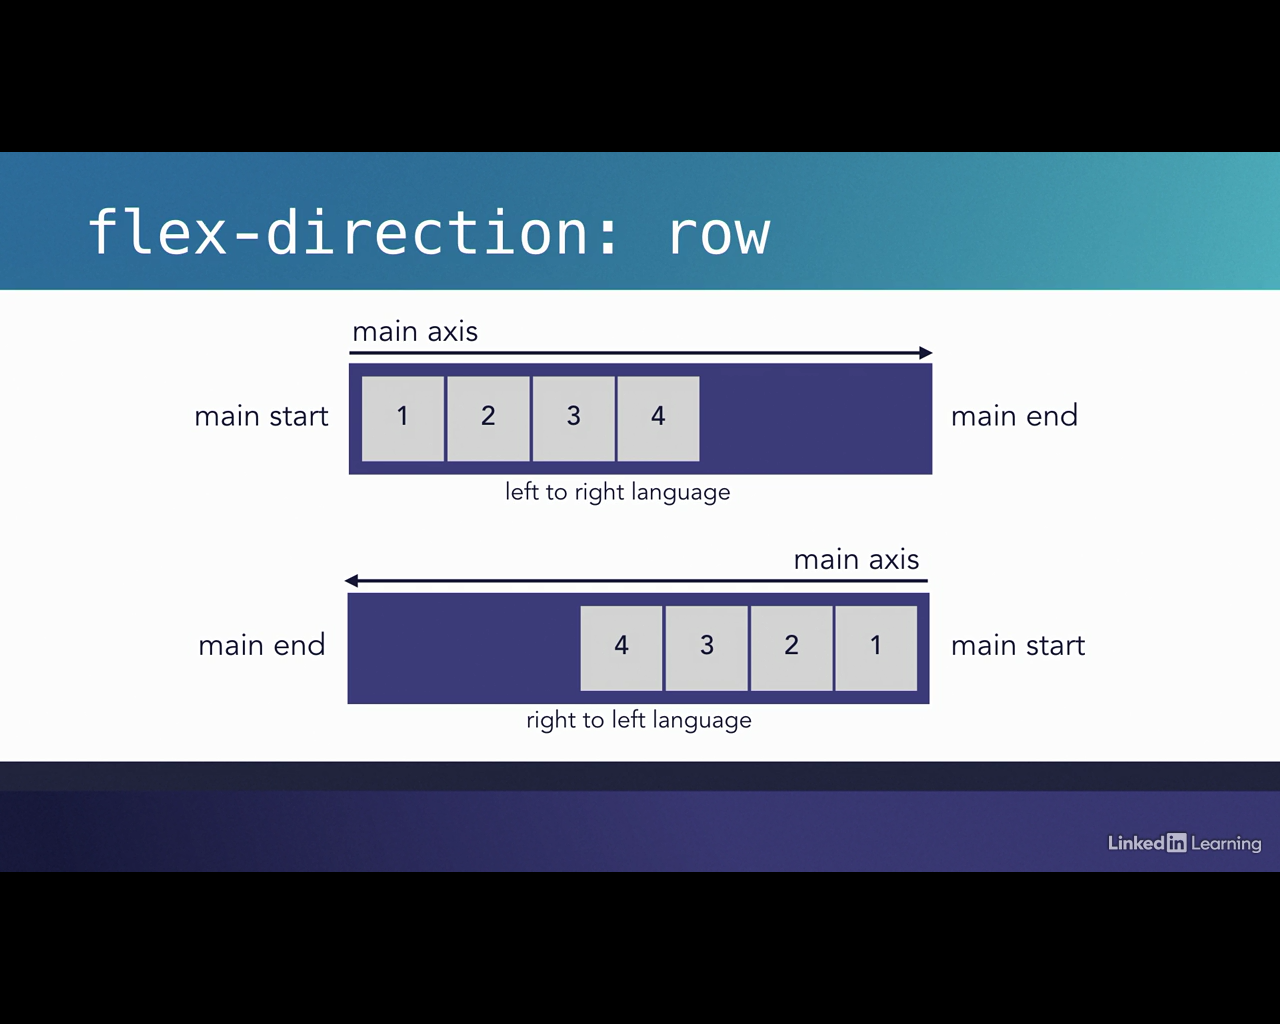 flex-direction: row
main axis
main start 1 2 3 4 main end
left to right language
main axis
main end 4 3 2 1 main start
right to left language
Linked in Learning